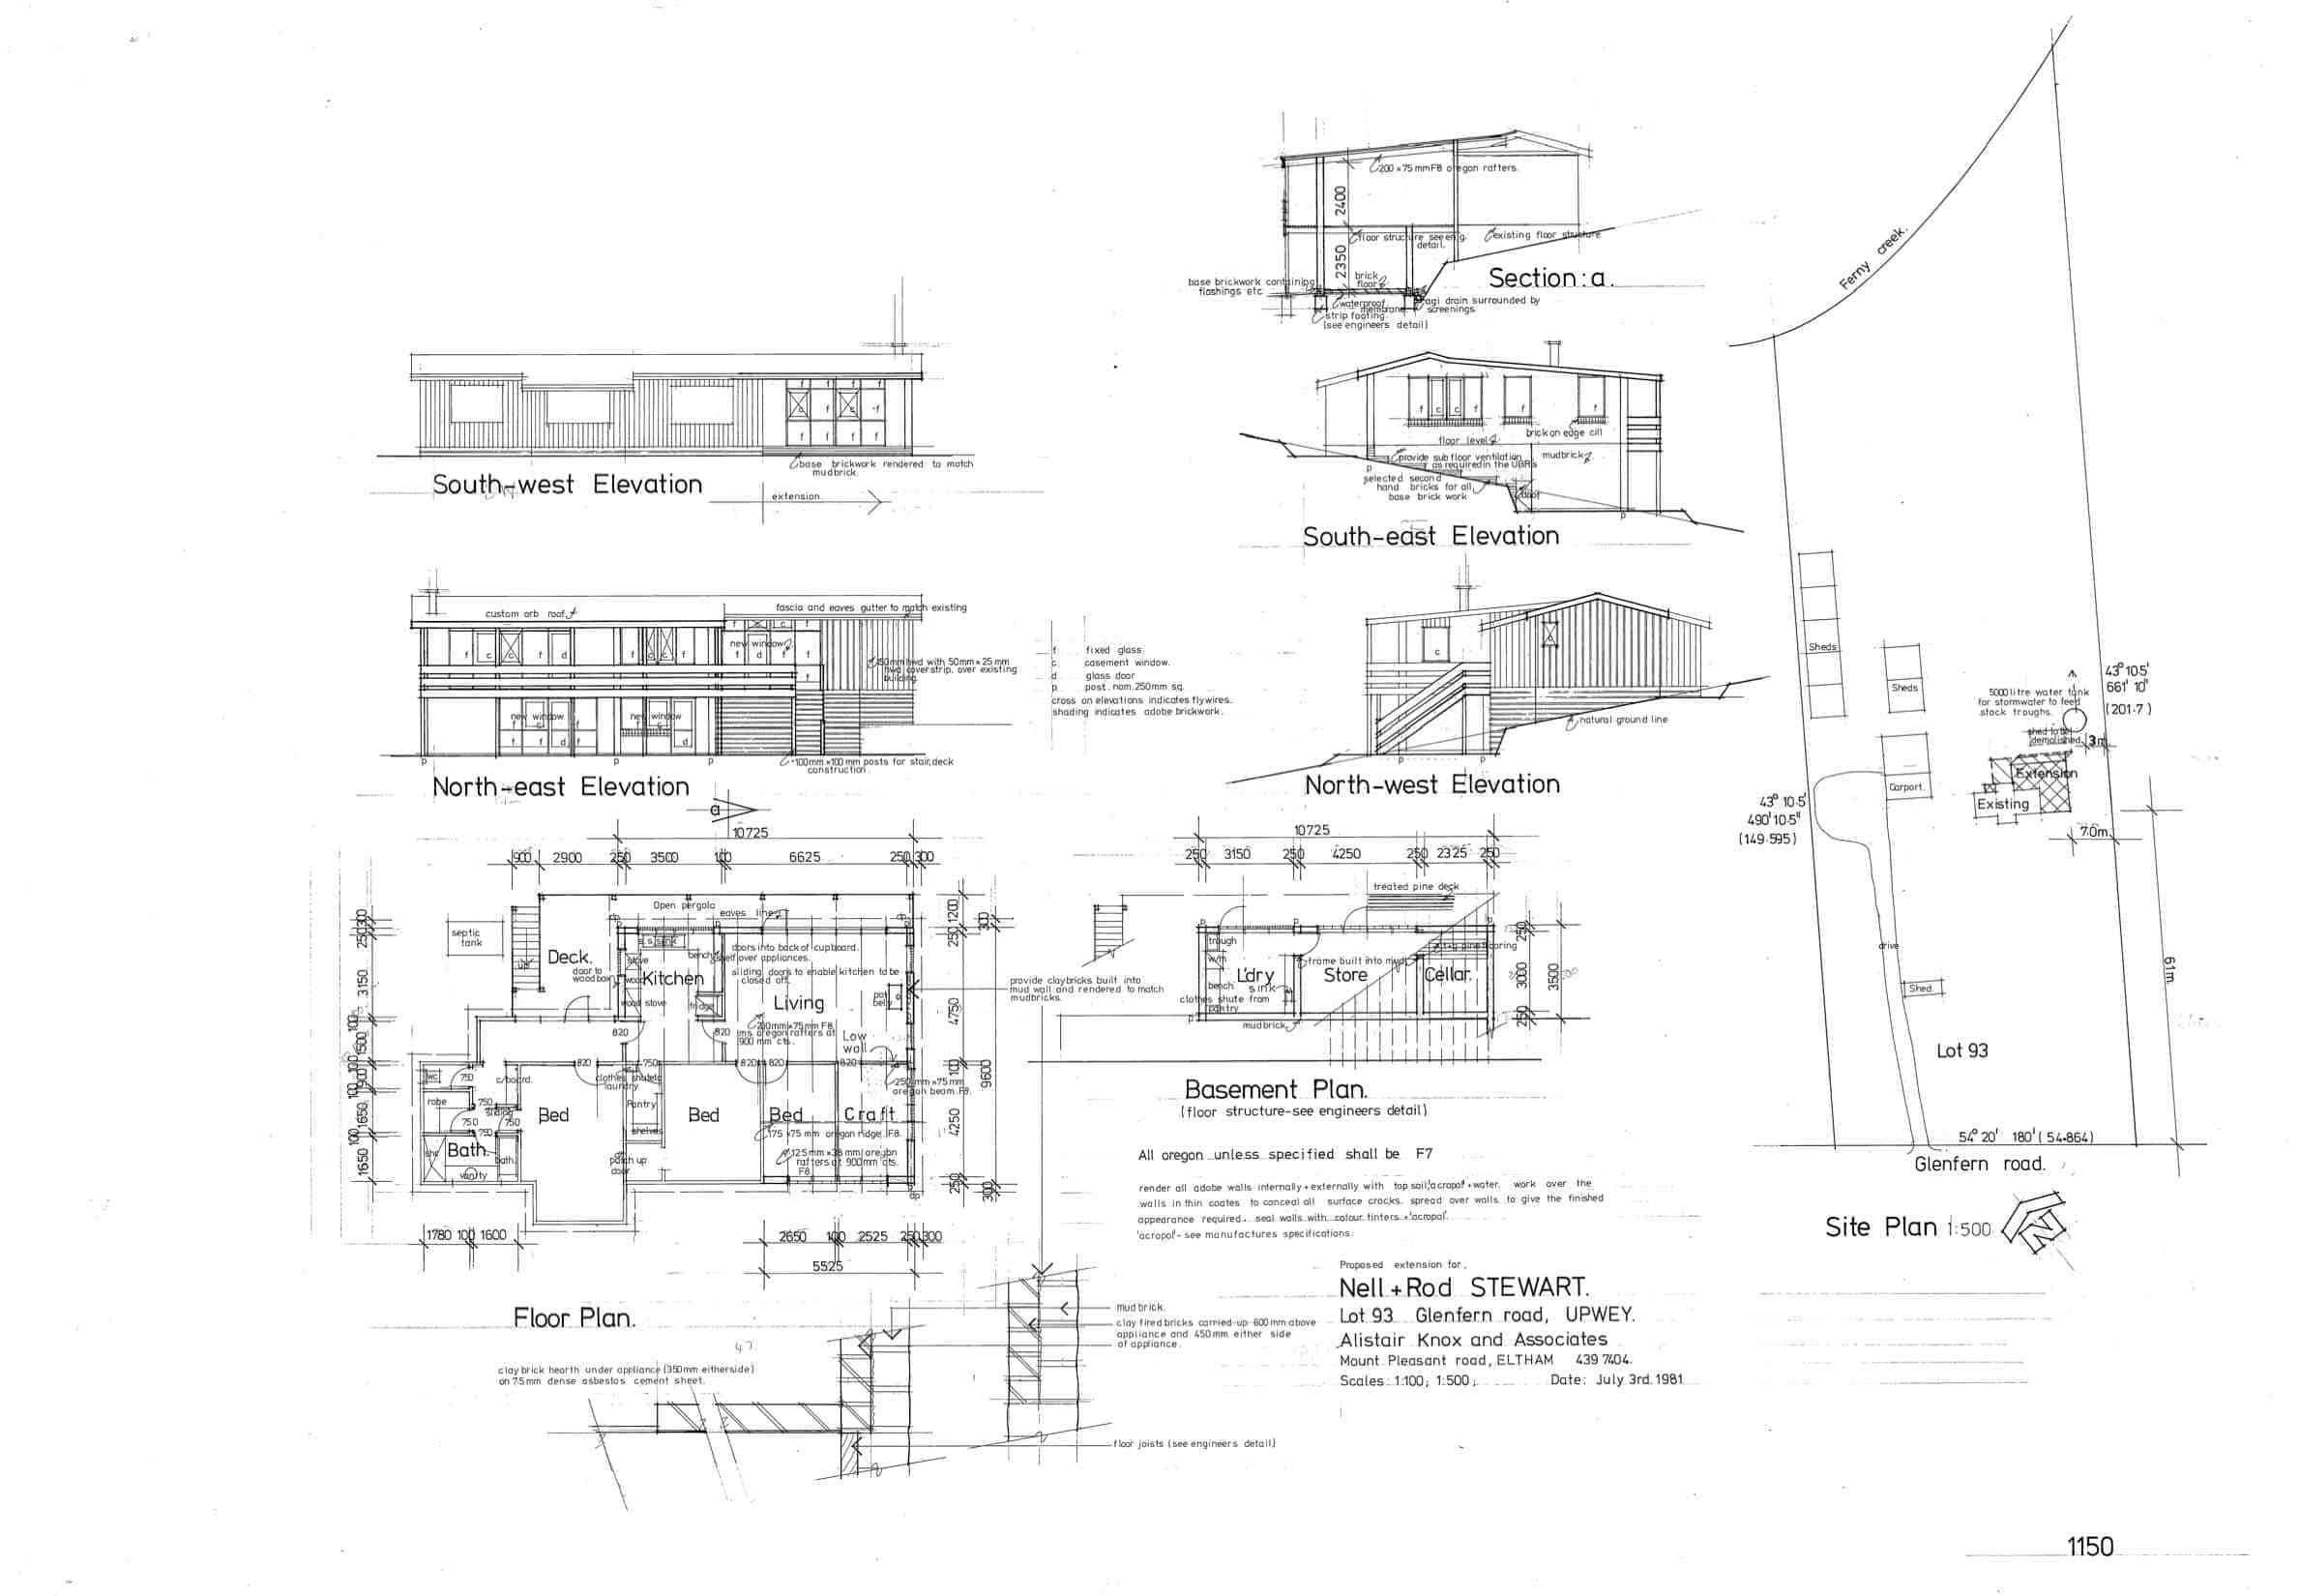 200 x 75 mm F8 oregon rafters.
2400
floor structure see eng.
detail.
existing floor structure
2350
brick
floor
base brickwork containing
flashings etc
waterproof
membrane
agi drain surrounded by
screenings
strip footing
(see engineers detail)
Section : a.
Ferny creek.
f f f f
c f c f
f f f f
base brickwork rendered to match
mudbrick.
South-west Elevation
extension.
f c c f f f
floor level
brick on edge cill
provide sub floor ventilation
as required in the UBR's
mudbrick
p
selected second
hand bricks for all
base brick work
door
p
South-east Elevation
custom orb roof.
fascia and eaves gutter to match existing
f c f
new window
f c f d f c c f f d f f
f
150mm hwd with 50mm x 25 mm
hwd coverstrip. over existing
building.
new window
new window
c c
f f d f d
p p p
100mm x 100 mm posts for stair, deck
construction.
North-east Elevation
f fixed glass
c casement window.
d glass door
p post. nom. 250mm sq.
cross on elevations indicates flywires.
shading indicates adobe brickwork.
c
c
natural ground line
p p
North-west Elevation
Sheds
Sheds
5000 litre water tank
for stormwater to feed
stock troughs.
shed to be
demolished.
3m
43° 10·5'
661' 10"
(201·7)
Extension
Existing
Carport.
43° 10·5'
490' 10·5"
(149·595)
7·0m.
drive
61m
Shed.
Lot 93
54° 20' 180' (54·864)
Glenfern road.
Site Plan 1:500
N
a
10725
900 2900 250 3500 100 6625 250 300
250 300
3150
100
1500
100
900
100
1650
100
1650
Open pergola
eaves line
septic
tank
up
Deck.
s.s. sink
stove
bench
doors into back of cupboard.
shelf over appliances.
door to
wood box
wood
Kitchen
sliding doors to enable kitchen to be
closed off.
wood stove
fridge
Living
pot
belly
820
820
200mm x 75mm F8
oregon rafters at
900 mm cts.
Low
wall
820 750 820 820 820
wc 750
c/board.
clothes shute to
laundry
250 mm x 75 mm
oregon beam. F8.
robe
750
sliding
750
750
750
Bed
Pantry
shelves
Bed
Bed
Craft
175 x 75 mm oregon ridge. F8.
125mm x 38 mm oregon
rafters at 900mm cts.
F8.
shr.
Bath.
bath.
vanity
patch up
door
dp
1200
300
250
4750
100
9600
4250
250
300
1780 100 1600
2650 100 2525 250 300
5525
Floor Plan.
provide claybricks built into
mud wall and rendered to match
mudbricks.
10725
250 3150 250 4250 250 2325 250
treated pine deck
trough
w/m
bench.
L'dry
sink
frame built into mud
Store
Cellar.
t+g pine flooring
clothes shute from
pantry
mudbrick
250
3000
3500
250
Basement Plan.
(floor structure-see engineers detail)
All oregon unless specified shall be F7
render all adobe walls internally + externally with top soil, 'acropol' + water. work over the
walls in thin coates to conceal all surface cracks. spread over walls. to give the finished
appearance required. seal walls with colour tinters + 'acropol'.
'acropol' - see manufactures specifications.
Proposed extension for.
Nell + Rod STEWART.
Lot 93 Glenfern road, UPWEY.
Alistair Knox and Associates
Mount Pleasant road, ELTHAM 439 7404.
Scales: 1:100; 1:500; Date: July 3rd. 1981
mud brick.
clay fired bricks carried up 600 mm above
appliance and 450mm either side
of appliance.
47.
clay brick hearth under appliance (350mm eitherside)
on 75mm dense asbestos cement sheet.
floor joists (see engineers detail)
1150